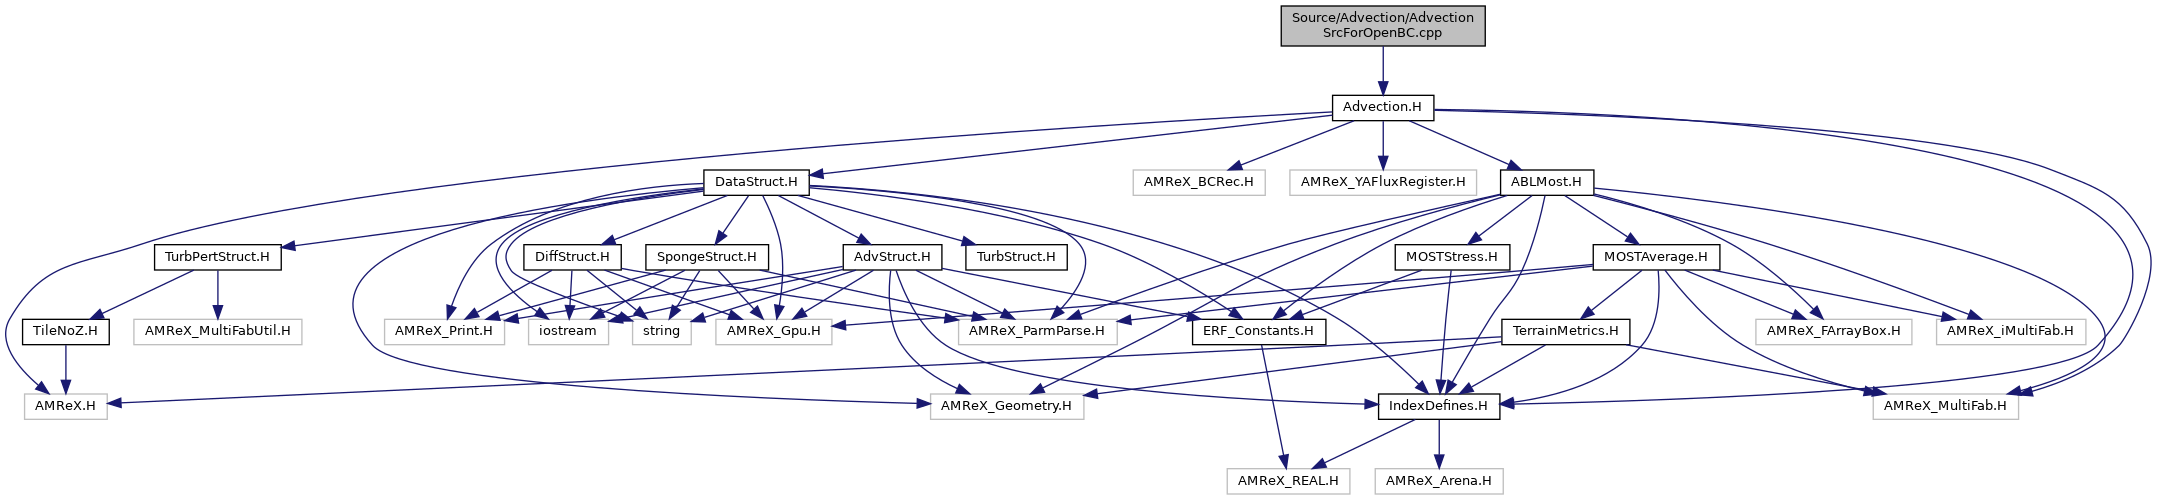 Source/Advection/Advection
SrcForOpenBC.cpp
Advection.H
DataStruct.H
AMReX_BCRec.H
AMReX_YAFluxRegister.H
ABLMost.H
TurbPertStruct.H
DiffStruct.H
SpongeStruct.H
AdvStruct.H
TurbStruct.H
MOSTStress.H
MOSTAverage.H
TileNoZ.H
AMReX_MultiFabUtil.H
AMReX_Print.H
iostream
string
AMReX_Gpu.H
AMReX_ParmParse.H
ERF_Constants.H
TerrainMetrics.H
AMReX_FArrayBox.H
AMReX_iMultiFab.H
AMReX.H
AMReX_Geometry.H
IndexDefines.H
AMReX_MultiFab.H
AMReX_REAL.H
AMReX_Arena.H